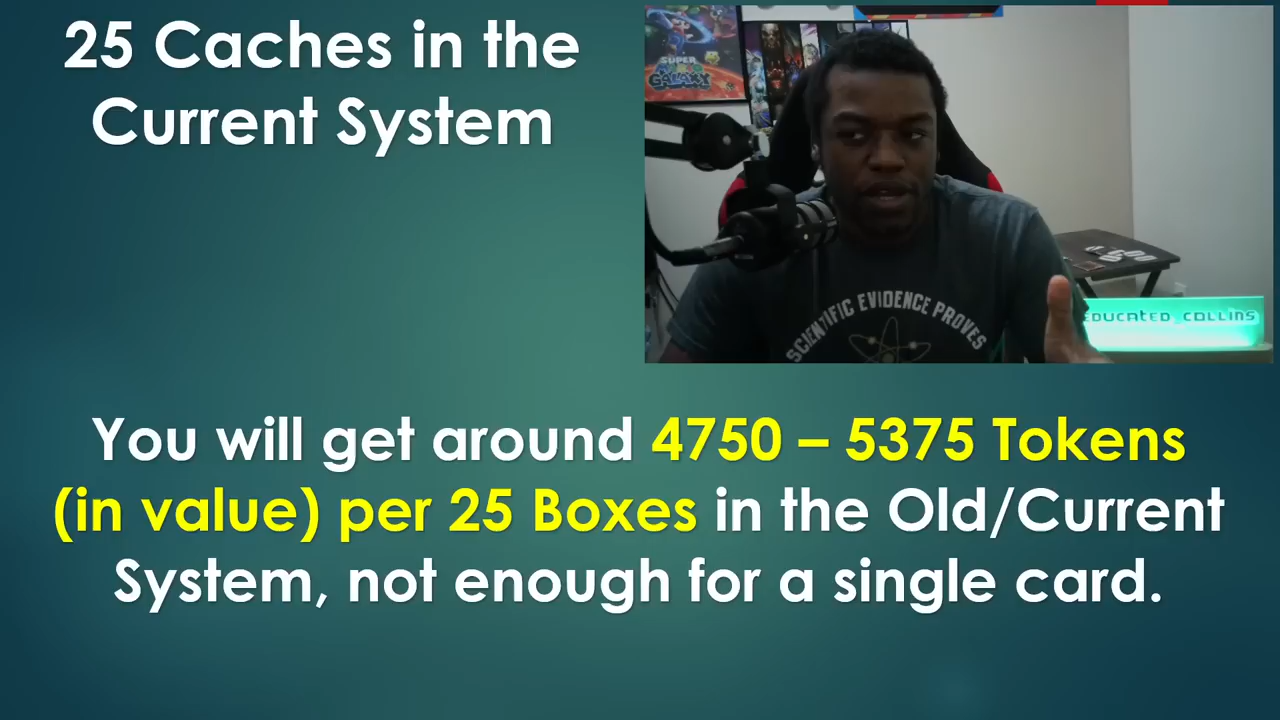 25 Caches in the
Current System
SUPER MARIO
GALAXY
SCIENTIFIC EVIDENCE PROVES
EDUCATED_COLLINS
You will get around 4750 – 5375 Tokens
(in value) per 25 Boxes in the Old/Current
System, not enough for a single card.